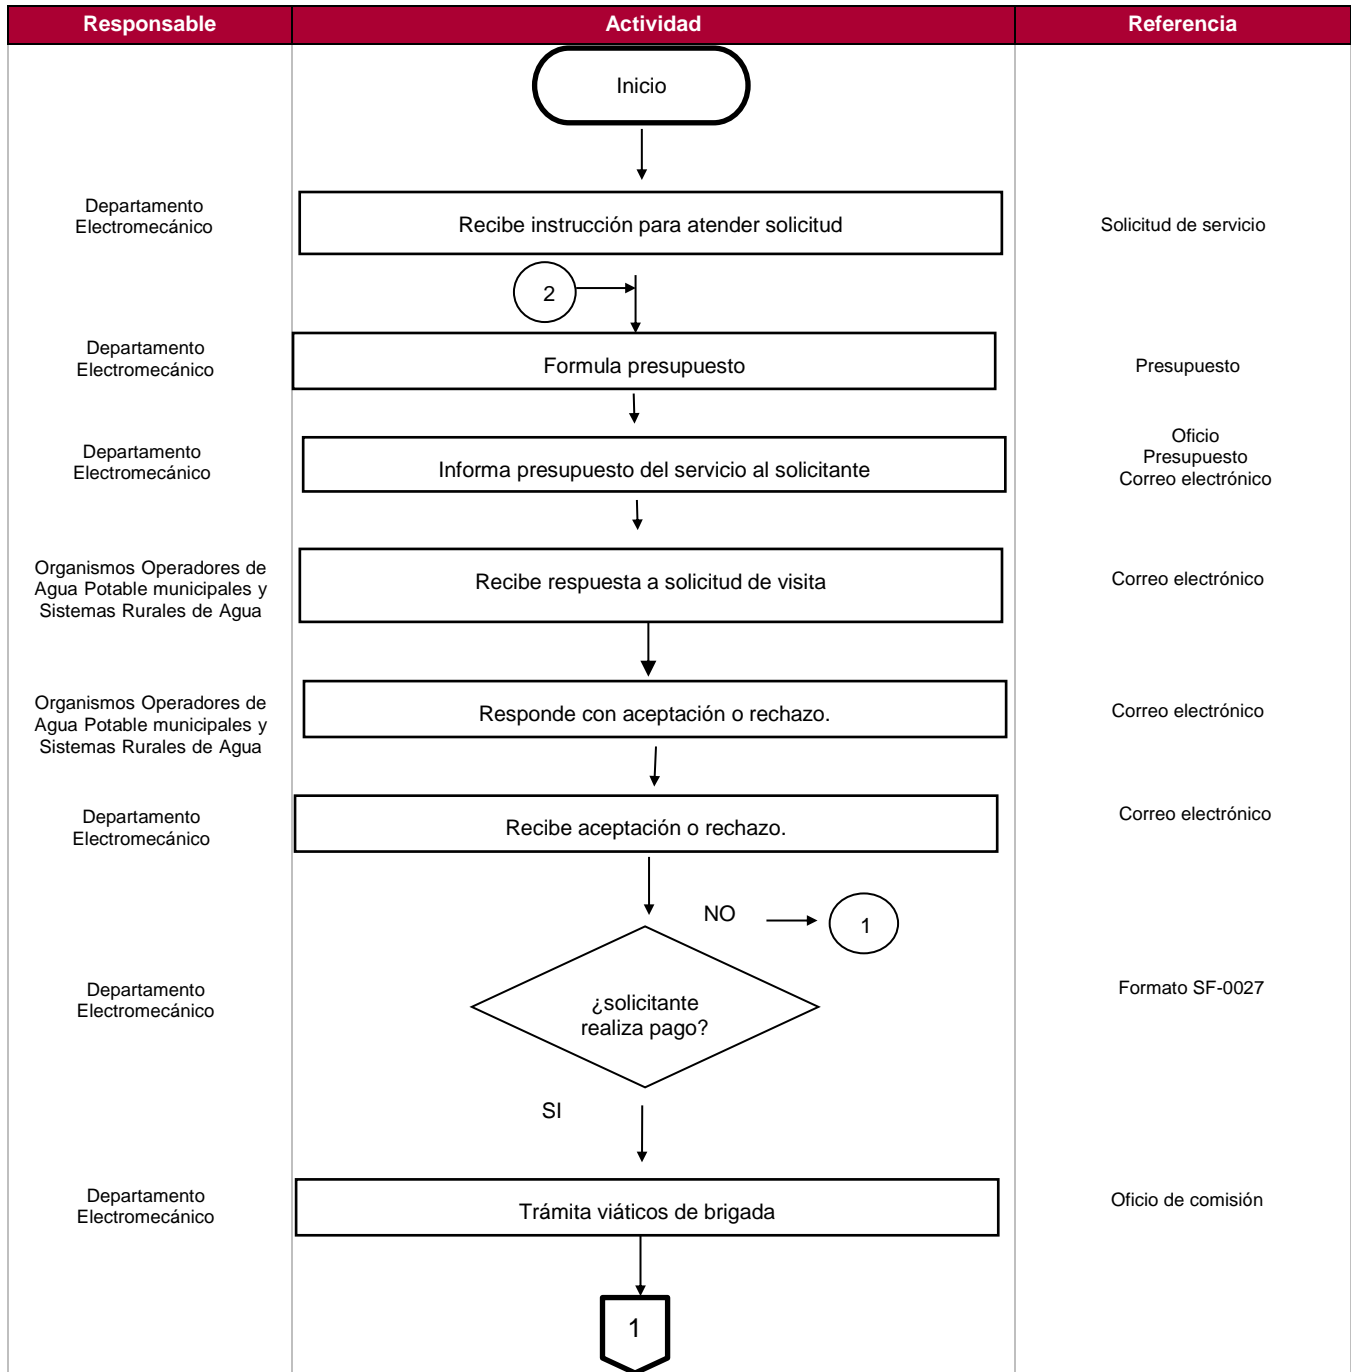 Responsable
Actividad
Referencia
Inicio
Departamento
Electromecánico
Recibe instrucción para atender solicitud
Solicitud de servicio
2
Departamento
Electromecánico
Formula presupuesto
Presupuesto
Departamento
Electromecánico
Informa presupuesto del servicio al solicitante
Oficio
Presupuesto
Correo electrónico
Organismos Operadores de
Agua Potable municipales y
Sistemas Rurales de Agua
Recibe respuesta a solicitud de visita
Correo electrónico
Organismos Operadores de
Agua Potable municipales y
Sistemas Rurales de Agua
Responde con aceptación o rechazo.
Correo electrónico
Departamento
Electromecánico
Recibe aceptación o rechazo.
Correo electrónico
NO
1
Departamento
Electromecánico
¿solicitante
realiza pago?
Formato SF-0027
SI
Departamento
Electromecánico
Trámita viáticos de brigada
Oficio de comisión
1